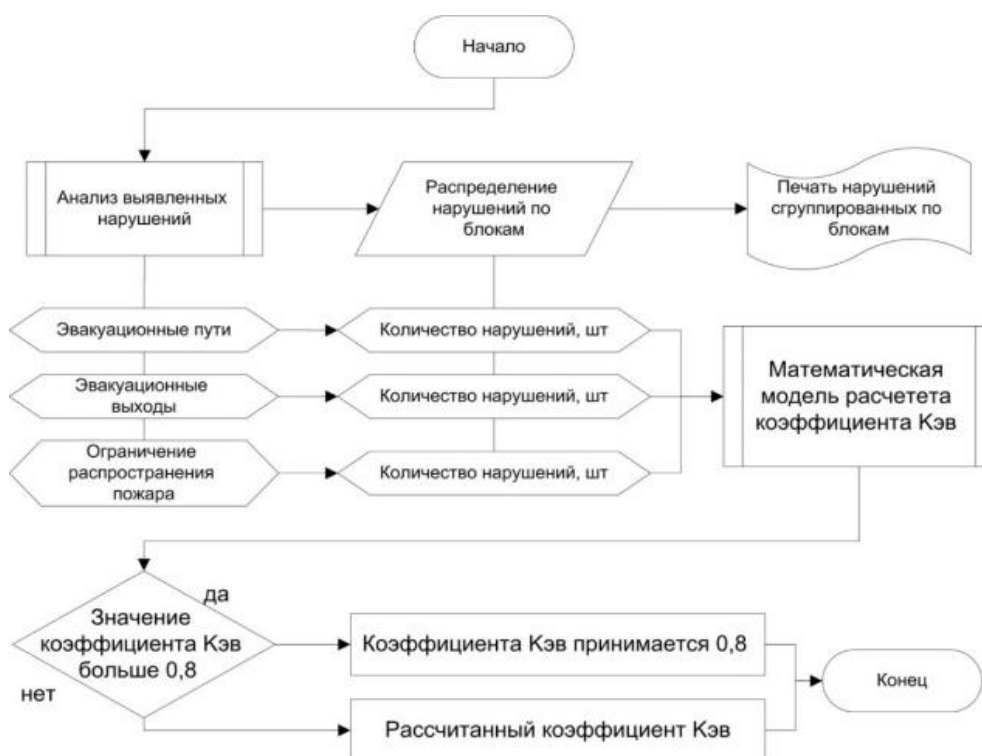 Начало
Анализ выявленных
нарушений
Распределение
нарушений по
блокам
Печать нарушений
сгруппированных по
блокам
Эвакуационные пути
Количество нарушений, шт
Эвакуационные
выходы
Количество нарушений, шт
Ограничение
распространения
пожара
Количество нарушений, шт
Математическая
модель расчетета
коэффициента Кэв
да
Значение
коэффициента Кэв
больше 0,8
нет
Коэффициента Кэв принимается 0,8
Рассчитанный коэффициент Кэв
Конец